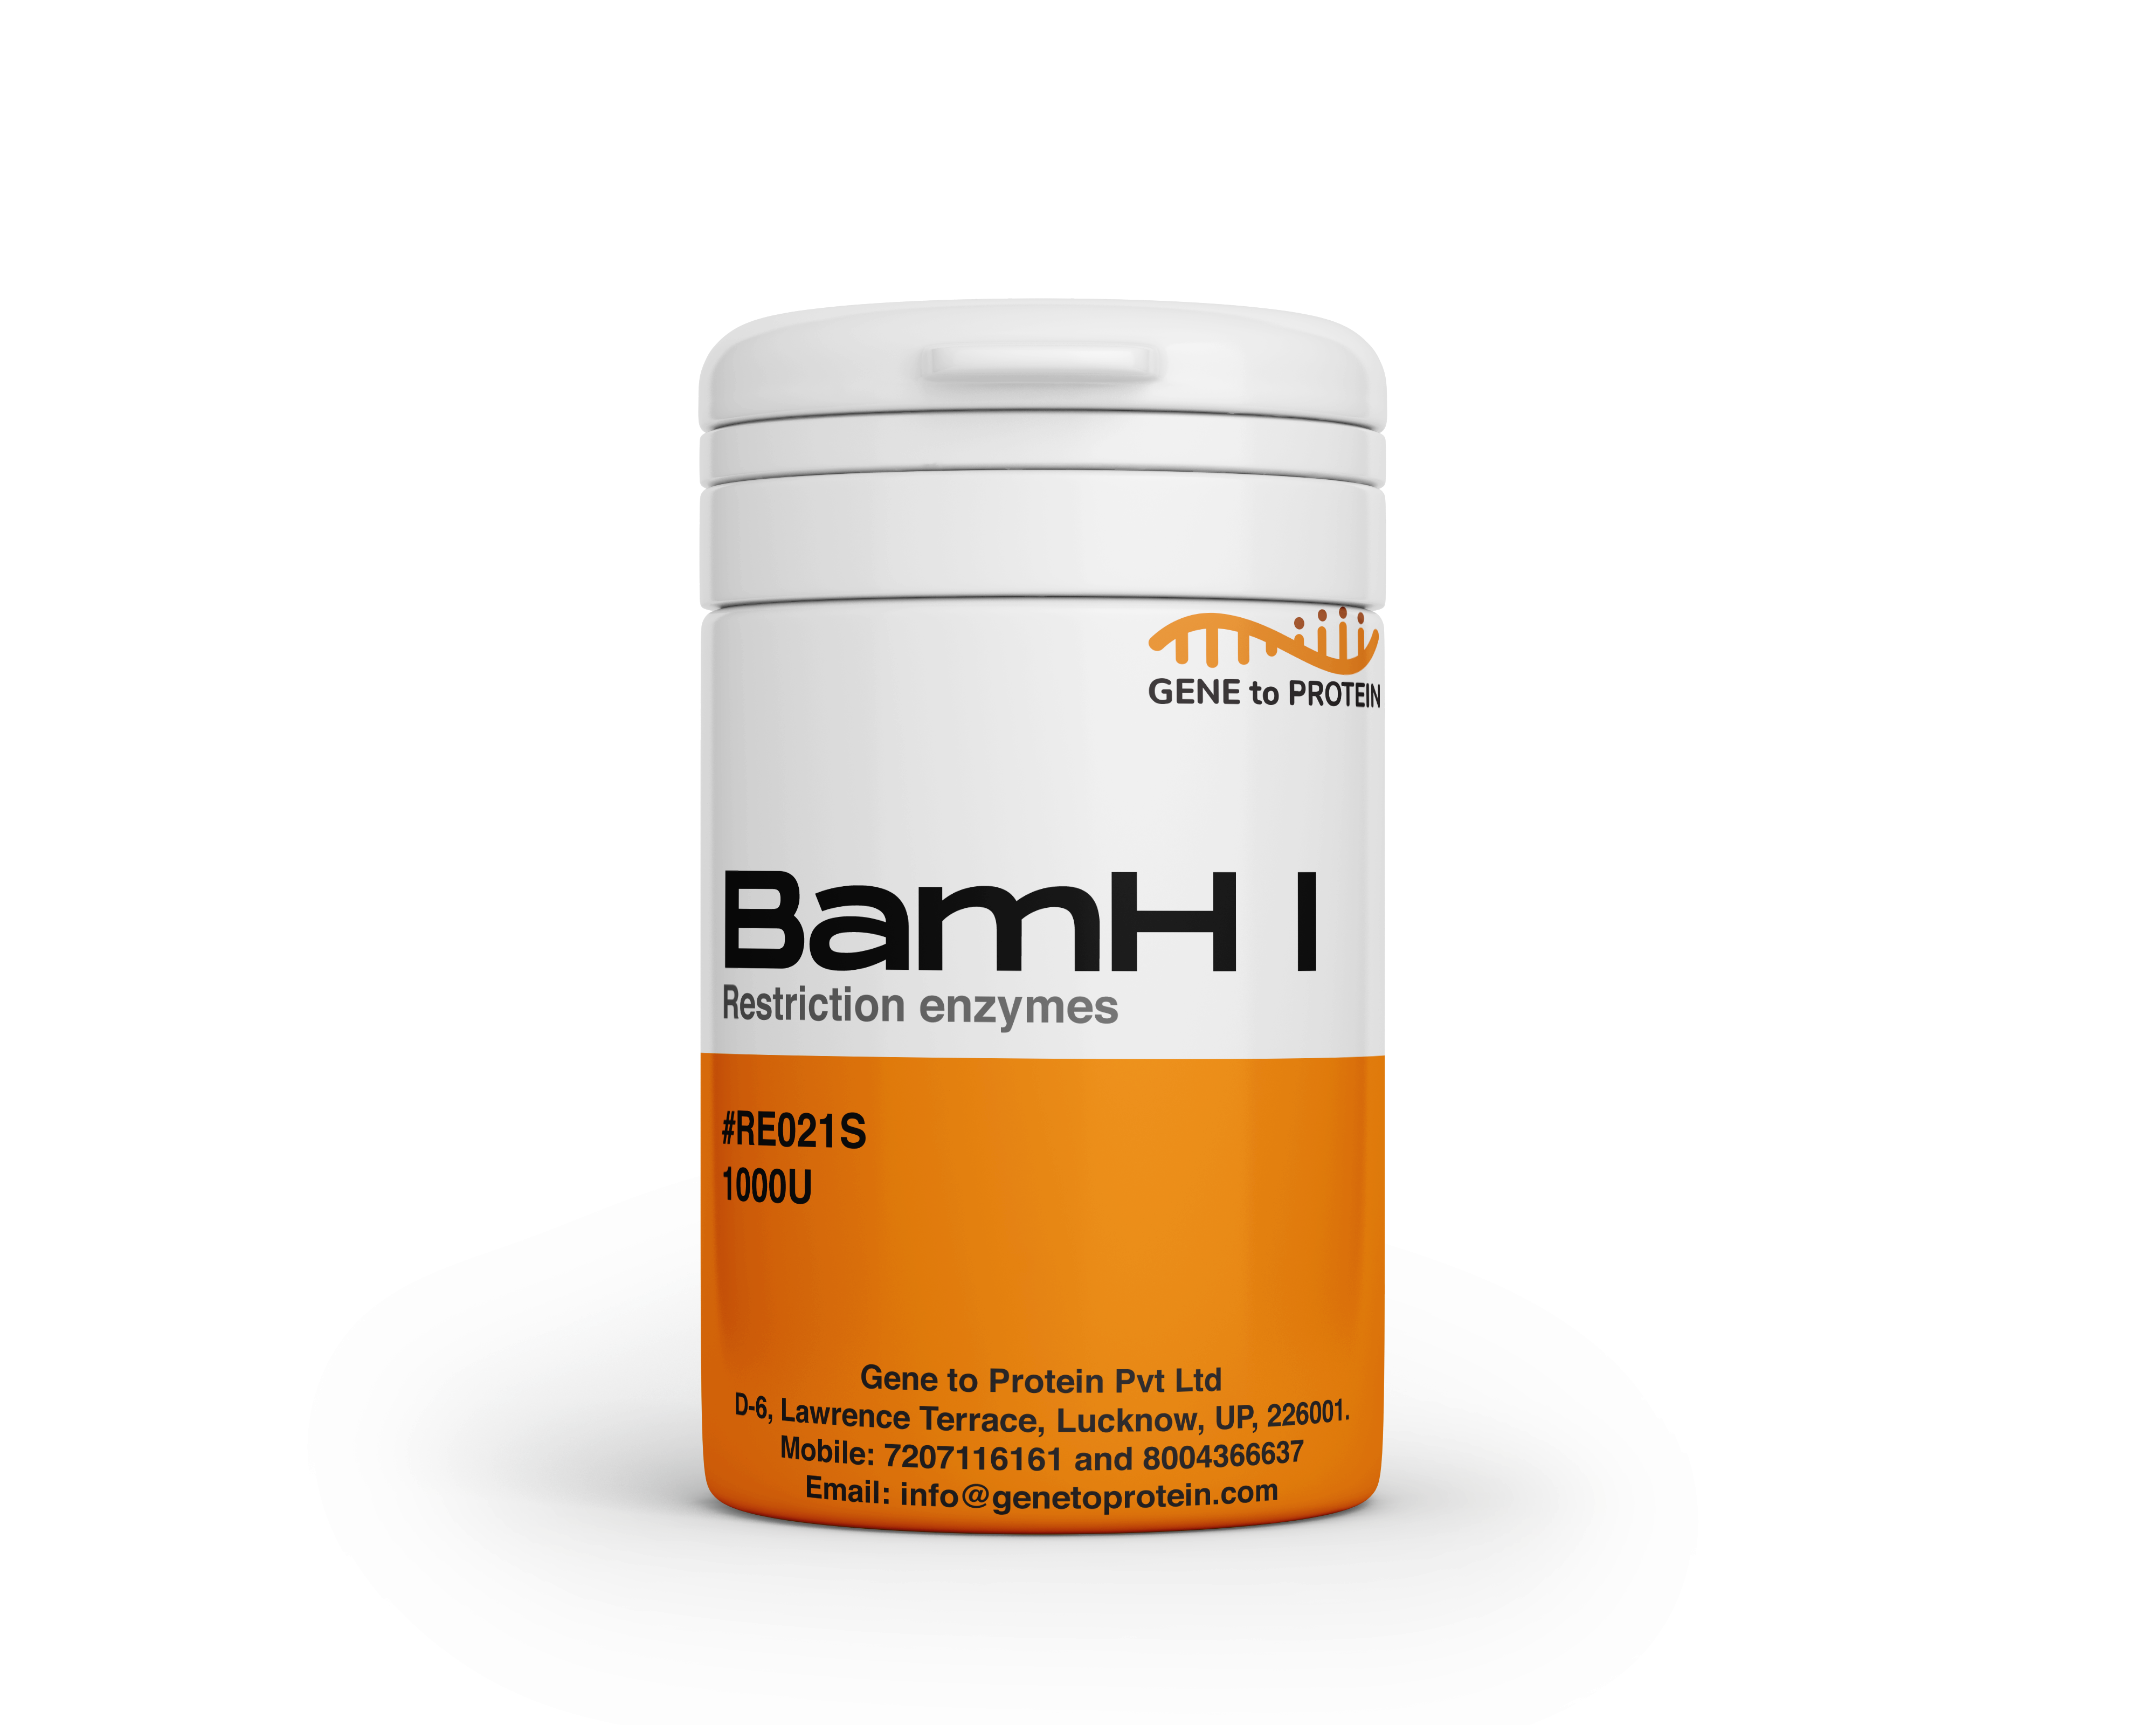 GENE to PROTEIN
BamH I
Restriction enzymes
#RE021S
1000U
Gene to Protein Pvt Ltd
D-6, Lawrence Terrace, Lucknow, UP, 226001.
Mobile: 7207116161 and 8004366637
Email: info@genetoprotein.com